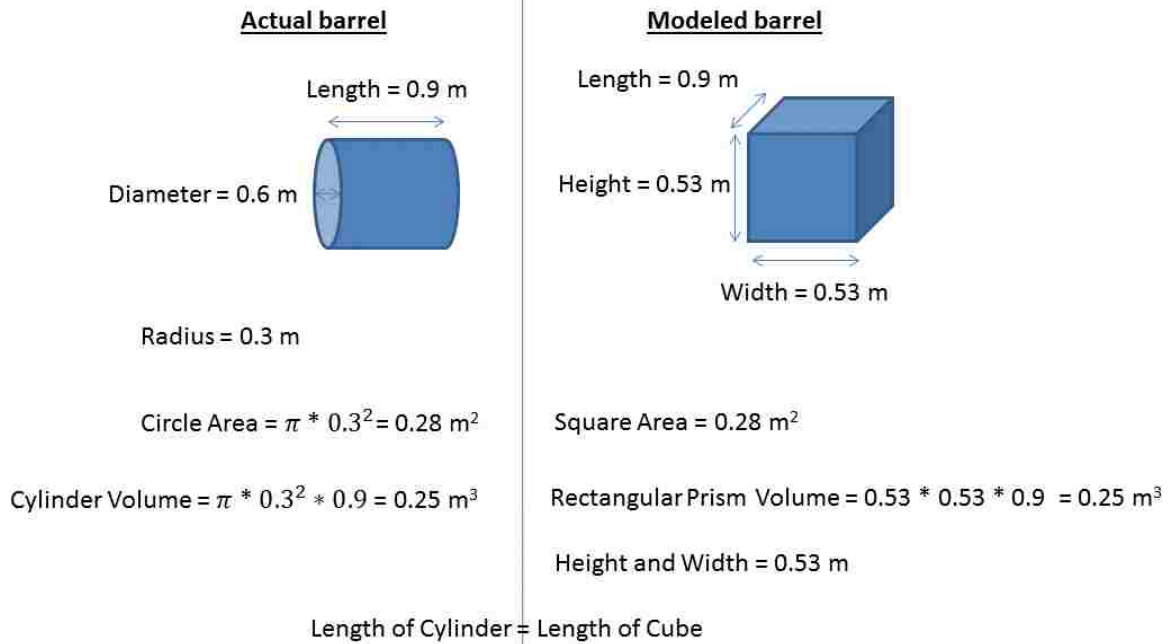 Actual barrel
Length = 0.9 m
Diameter = 0.6 m
Radius = 0.3 m
Circle Area = π * 0.3² = 0.28 m²
Cylinder Volume = π * 0.3² * 0.9 = 0.25 m³
Modeled barrel
Length = 0.9 m
Height = 0.53 m
Width = 0.53 m
Square Area = 0.28 m²
Rectangular Prism Volume = 0.53 * 0.53 * 0.9 = 0.25 m³
Height and Width = 0.53 m
Length of Cylinder = Length of Cube